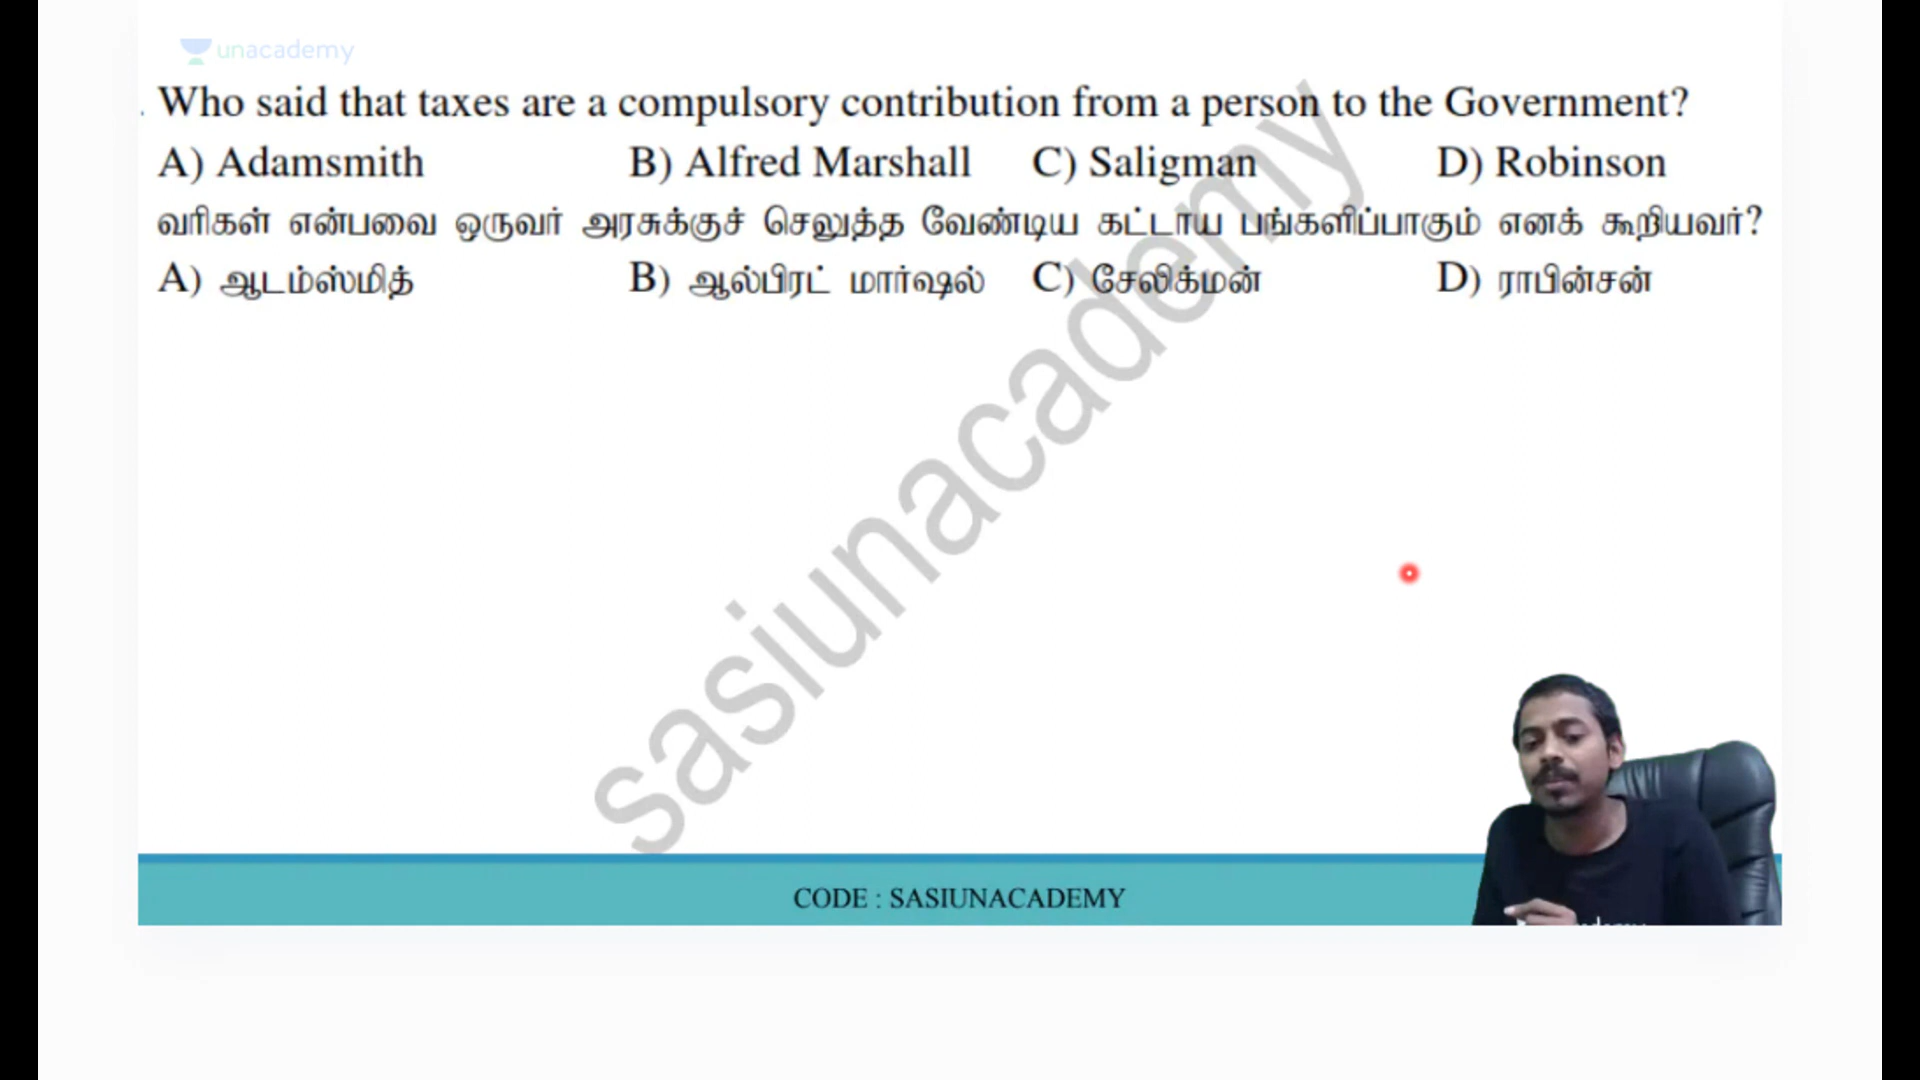 unacademy
. Who said that taxes are a compulsory contribution from a person to the Government?
A) Adamsmith B) Alfred Marshall C) Saligman D) Robinson
வரிகள் என்பவை ஒருவர் அரசுக்குச் செலுத்த வேண்டிய கட்டாய பங்களிப்பாகும் எனக் கூறியவர்?
A) ஆடம்ஸ்மித் B) ஆல்பிரட் மார்ஷல் C) சேலிக்மன் D) ராபின்சன்
sasiunacademy
CODE : SASIUNACADEMY